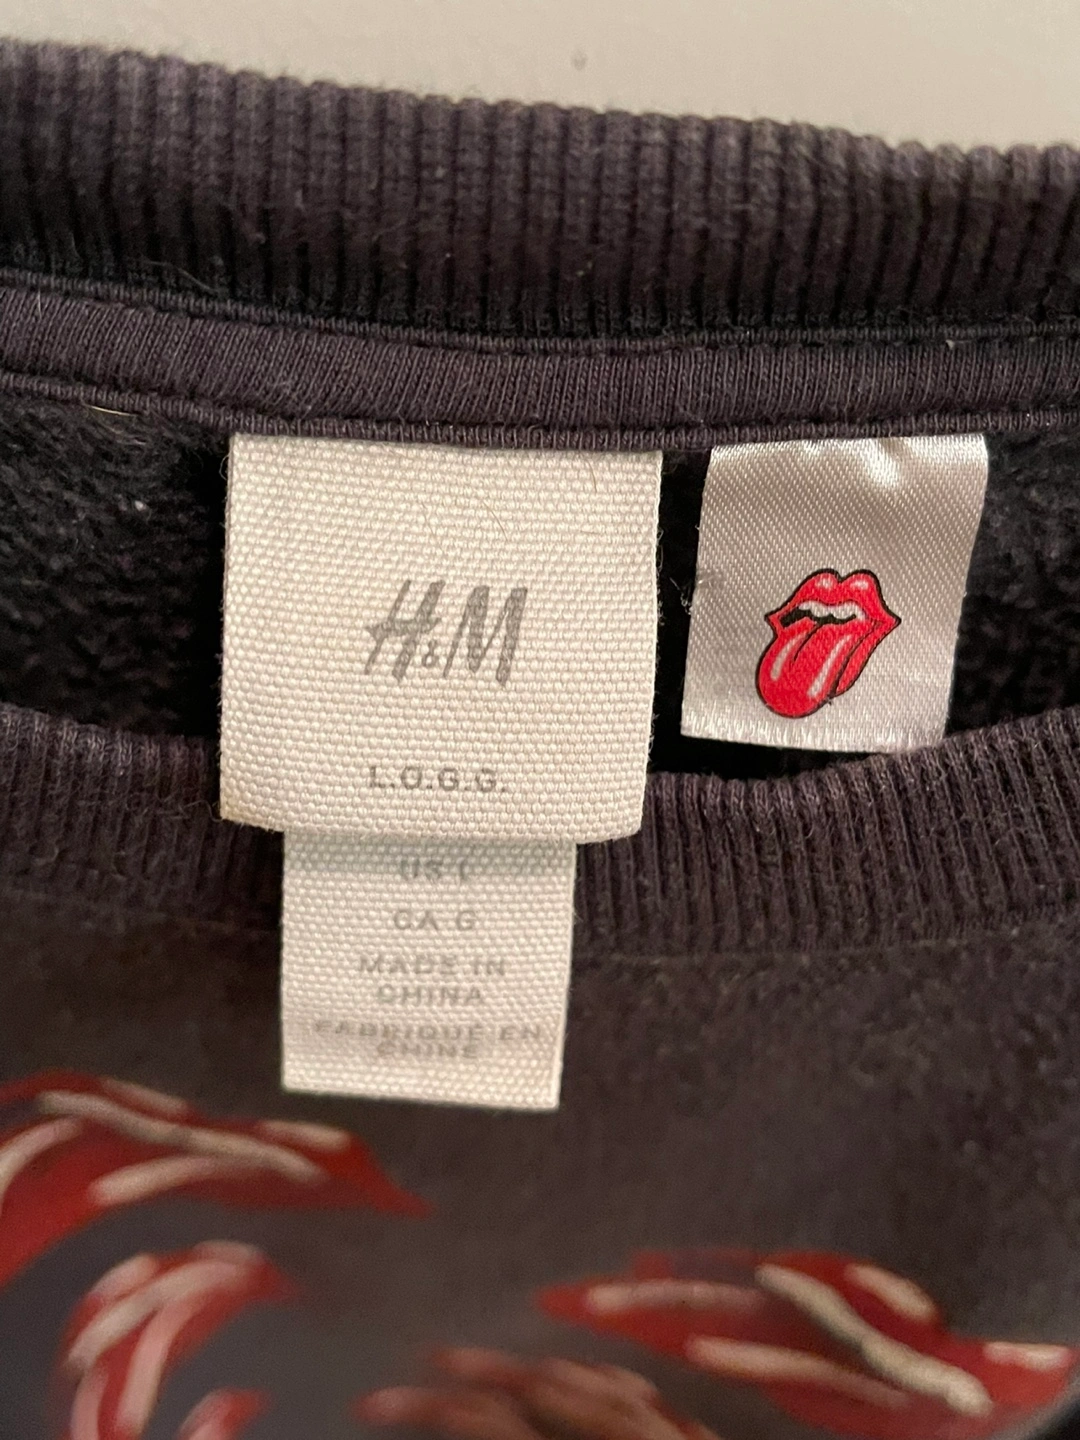 H&M
L.O.G.G.
US L
CA G
MADE IN
CHINA
FABRIQUÉ EN
CHINE